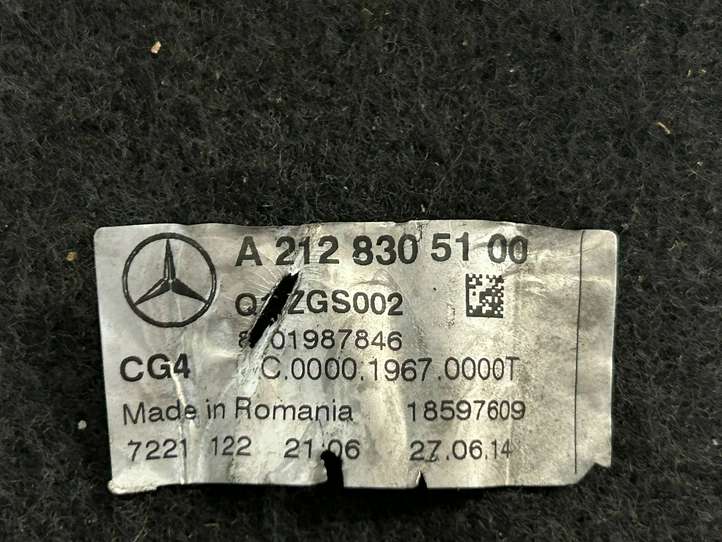 A 212 830 51 00
ZGS002
01987846
CG4 C.0000.1967.0000T
Made in Romania 18597609
7221 122 21:06 27.06.14